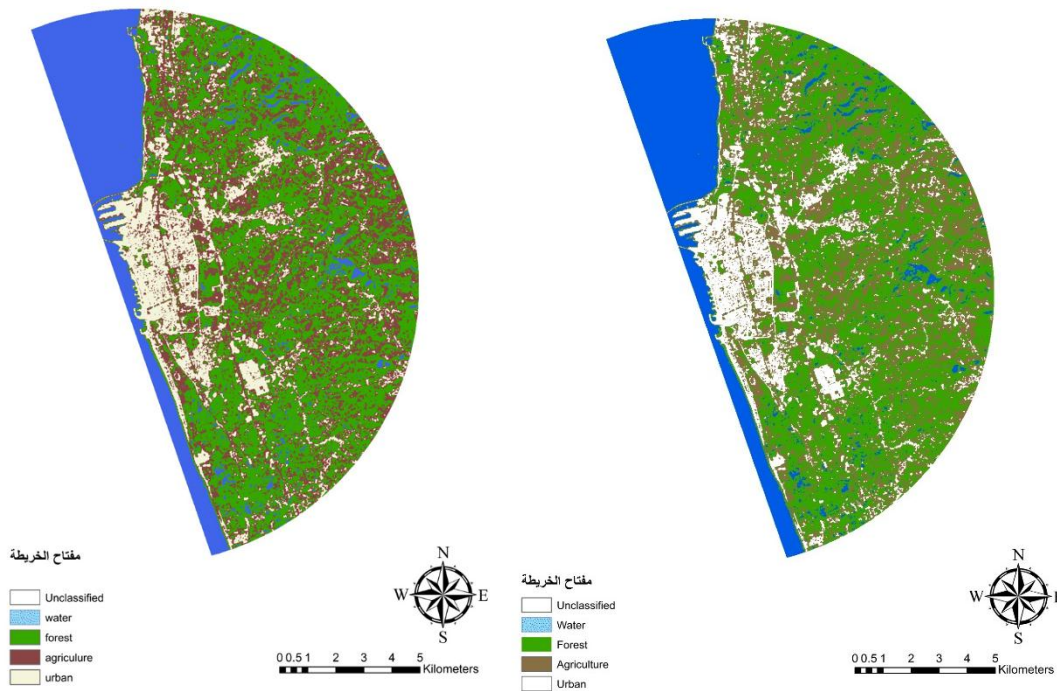 مفتاح الخريطة
Unclassified
water
forest
agriculure
urban
N
W E
S
0 0.5 1 2 3 4 5
Kilometers
مفتاح الخريطة
Unclassified
Water
Forest
Agriculture
Urban
N
W E
S
0 0.5 1 2 3 4 5
Kilometers